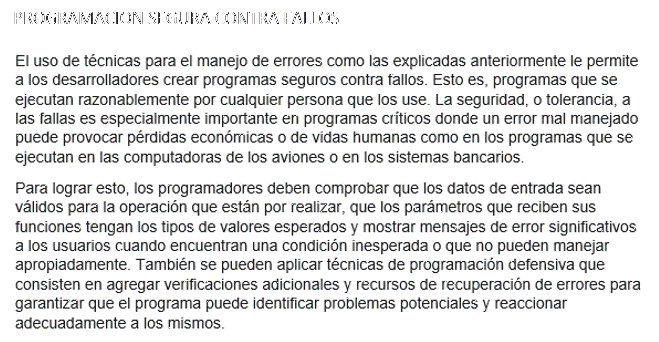 PROGRAMACION SEGURA CONTRA FALLOS
El uso de técnicas para el manejo de errores como las explicadas anteriormente le permite
a los desarrolladores crear programas seguros contra fallos. Esto es, programas que se
ejecutan razonablemente por cualquier persona que los use. La seguridad, o tolerancia, a
las fallas es especialmente importante en programas críticos donde un error mal manejado
puede provocar pérdidas económicas o de vidas humanas como en los programas que se
ejecutan en las computadoras de los aviones o en los sistemas bancarios.
Para lograr esto, los programadores deben comprobar que los datos de entrada sean
válidos para la operación que están por realizar, que los parámetros que reciben sus
funciones tengan los tipos de valores esperados y mostrar mensajes de error significativos
a los usuarios cuando encuentran una condición inesperada o que no pueden manejar
apropiadamente. También se pueden aplicar técnicas de programación defensiva que
consisten en agregar verificaciones adicionales y recursos de recuperación de errores para
garantizar que el programa puede identificar problemas potenciales y reaccionar
adecuadamente a los mismos.